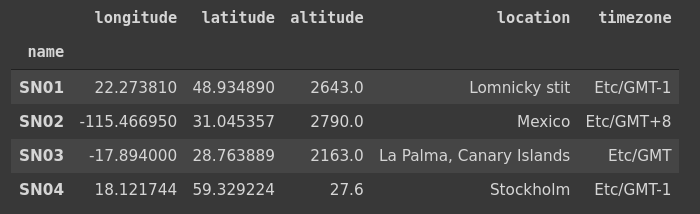 longitude latitude altitude location timezone
name
SN01 22.273810 48.934890 2643.0 Lomnicky stit Etc/GMT-1
SN02 -115.466950 31.045357 2790.0 Mexico Etc/GMT+8
SN03 -17.894000 28.763889 2163.0 La Palma, Canary Islands Etc/GMT
SN04 18.121744 59.329224 27.6 Stockholm Etc/GMT-1